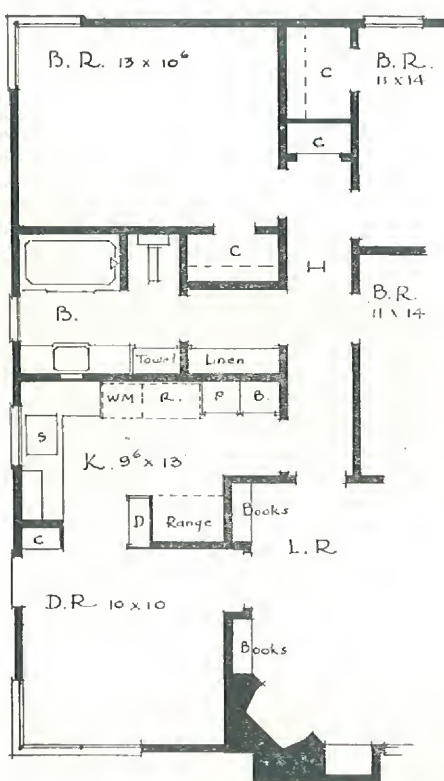 B. R. 13 x 10⁶
C
B. R.
11 x 14
C
C
H
B.
B. R.
11 x 14
Towel
Linen
WM
R.
P
B.
S
K. 9⁶ x 13
D
Range
Books
C
L. R
D. R. 10 x 10
Books